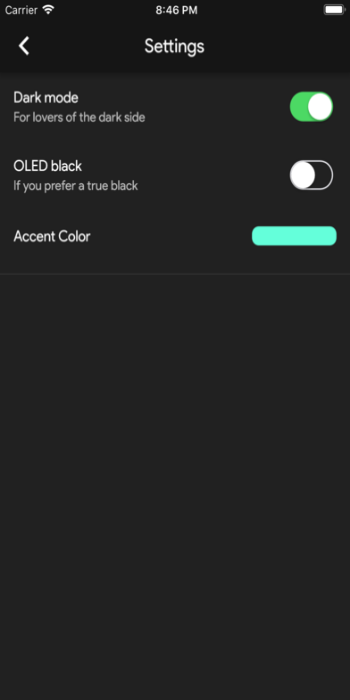 Carrier 8:46 PM
Settings
Dark mode
For lovers of the dark side
OLED black
If you prefer a true black
Accent Color